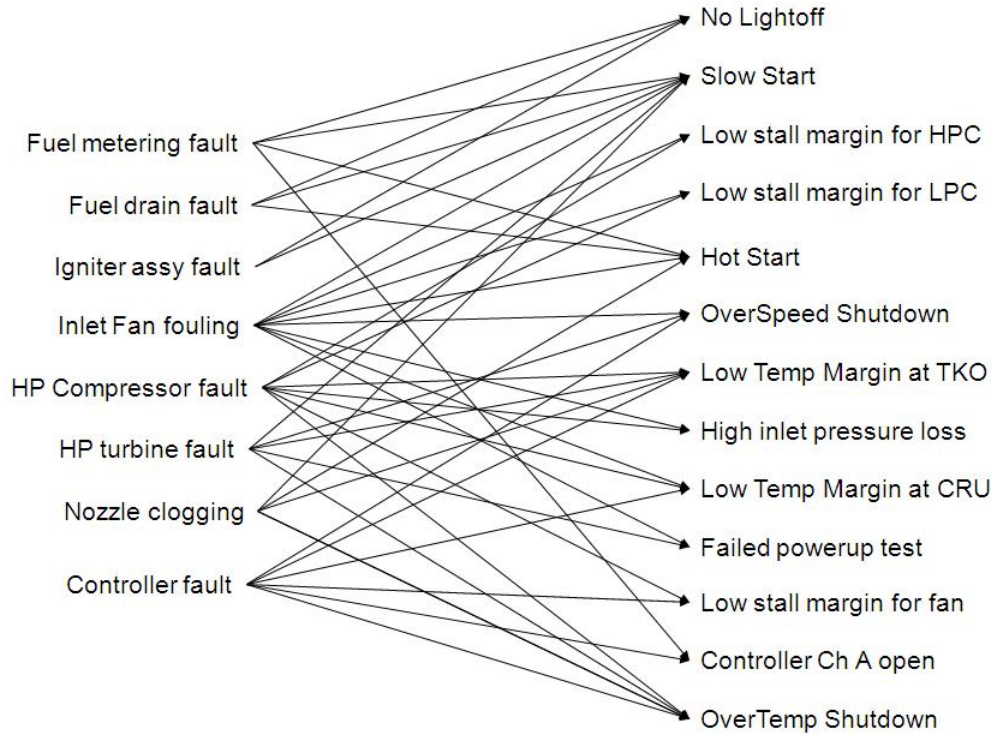 Fuel metering fault
Fuel drain fault
Igniter assy fault
Inlet Fan fouling
HP Compressor fault
HP turbine fault
Nozzle clogging
Controller fault
No Lightoff
Slow Start
Low stall margin for HPC
Low stall margin for LPC
Hot Start
OverSpeed Shutdown
Low Temp Margin at TKO
High inlet pressure loss
Low Temp Margin at CRU
Failed powerup test
Low stall margin for fan
Controller Ch A open
OverTemp Shutdown